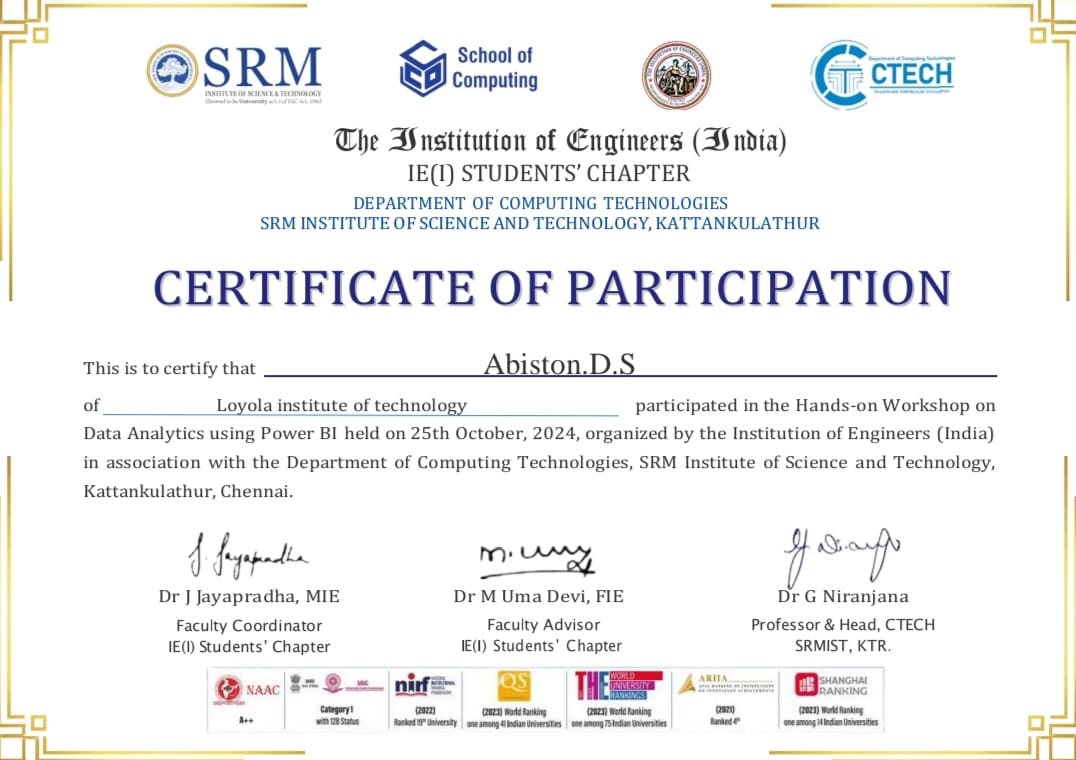 SRM
INSTITUTE OF SCIENCE & TECHNOLOGY
(Deemed to be University u/s 3 of UGC Act, 1956)
School of
Computing
Department of Computing Technologies
CTECH
Accelerate Intellectual Innovation
The Institution of Engineers (India)
IE(I) STUDENTS’ CHAPTER
DEPARTMENT OF COMPUTING TECHNOLOGIES
SRM INSTITUTE OF SCIENCE AND TECHNOLOGY, KATTANKULATHUR
CERTIFICATE OF PARTICIPATION
This is to certify that Abiston.D.S
of Loyola institute of technology participated in the Hands-on Workshop on
Data Analytics using Power BI held on 25th October, 2024, organized by the Institution of Engineers (India)
in association with the Department of Computing Technologies, SRM Institute of Science and Technology,
Kattankulathur, Chennai.
J. Jayapradha
Dr J Jayapradha, MIE
Faculty Coordinator
IE(I) Students’ Chapter
Dr M Uma Devi, FIE
Faculty Advisor
IE(I) Students’ Chapter
Dr G Niranjana
Professor & Head, CTECH
SRMIST, KTR.
NAAC
A++
UGC
Category I
with 12B Status
nirf
(2022)
Ranked 19th University
QS
(2023) World Ranking
one among 41 Indian Universities
THE WORLD UNIVERSITY RANKINGS
(2023) World Ranking
one among 75 Indian Universities
ARIIA
ATAL RANKING OF INSTITUTIONS
ON INNOVATION ACHIEVEMENTS
(2021)
Ranked 4th
SHANGHAI
RANKING
(2023) World Ranking
one among 14 Indian Universities